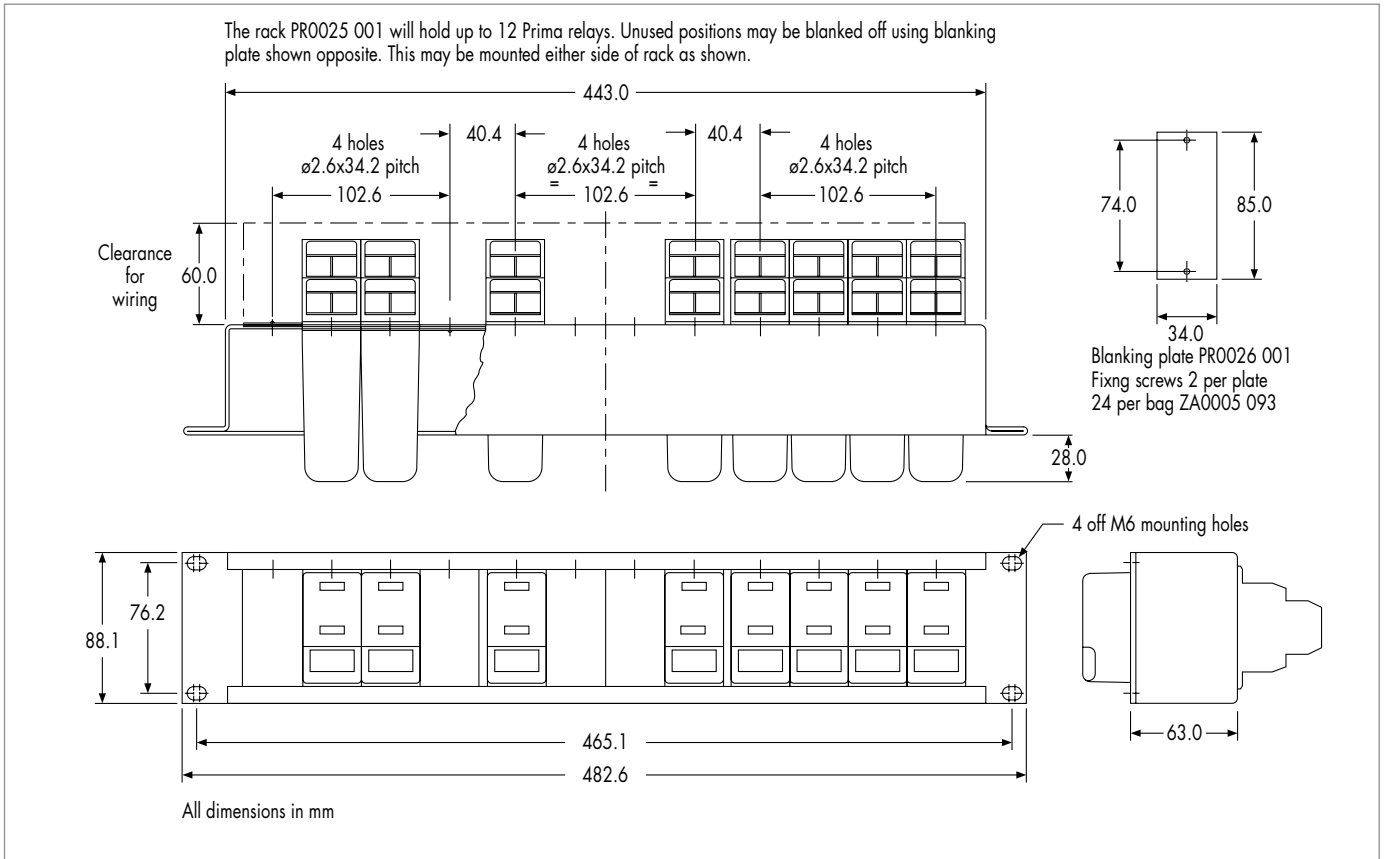 The rack PR0025 001 will hold up to 12 Prima relays. Unused positions may be blanked off using blanking
plate shown opposite. This may be mounted either side of rack as shown.
443.0
4 holes
ø2.6x34.2 pitch
102.6
40.4
4 holes
ø2.6x34.2 pitch
= 102.6 =
40.4
4 holes
ø2.6x34.2 pitch
102.6
Clearance
for
wiring
60.0
28.0
74.0
85.0
34.0
Blanking plate PR0026 001
Fixng screws 2 per plate
24 per bag ZA0005 093
4 off M6 mounting holes
76.2
88.1
465.1
482.6
63.0
All dimensions in mm